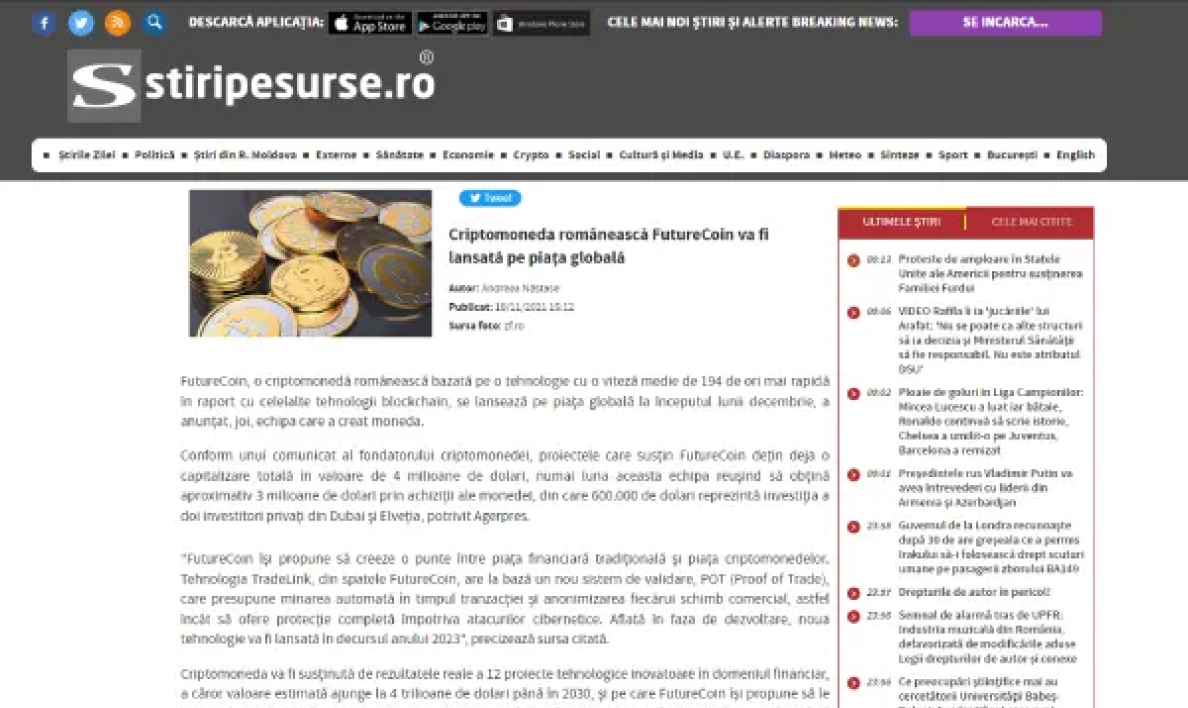 DESCARCĂ APLICAȚIA:
Download on the
App Store
Google play
Windows Phone Store
CELE MAI NOI ȘTIRI ȘI ALERTE BREAKING NEWS:
SE INCARCA...
S stiripesurse.ro®
Știrile Zilei ■ Politică ■ Știri din R. Moldova ■ Externe ■ Sănătate ■ Economie ■ Crypto ■ Social ■ Cultură și Media ■ U.E. ■ Diaspora ■ Meteo ■ Sinteze ■ Sport ■ București ■ English
Tweet
Criptomoneda românească FutureCoin va fi
lansată pe piața globală
Autor: Andreea Năstase
Publicat: 18/11/2021 15:12
Sursa foto: zf.ro
FutureCoin, o criptomonedă românească bazată pe o tehnologie cu o viteză medie de 194 de ori mai rapidă
în raport cu celelalte tehnologii blockchain, se lansează pe piața globală la începutul lunii decembrie, a
anunțat, joi, echipa care a creat moneda.
Conform unui comunicat al fondatorului criptomonedei, proiectele care susțin FutureCoin dețin deja o
capitalizare totală în valoare de 4 milioane de dolari, numai luna aceasta echipa reușind să obțină
aproximativ 3 milioane de dolari prin achiziții ale monedei, din care 600.000 de dolari reprezintă investiția a
doi investitori privați din Dubai și Elveția, potrivit Agerpres.
"FutureCoin își propune să creeze o punte între piața financiară tradițională și piața criptomonedelor.
Tehnologia TradeLink, din spatele FutureCoin, are la bază un nou sistem de validare, POT (Proof of Trade),
care presupune minarea automată în timpul tranzacției și anonimizarea fiecărui schimb comercial, astfel
încât să ofere protecție completă împotriva atacurilor cibernetice. Aflată în faza de dezvoltare, noua
tehnologie va fi lansată în decursul anului 2023", precizează sursa citată.
Criptomoneda va fi susținută de rezultatele reale a 12 proiecte tehnologice inovatoare în domeniul financiar,
a căror valoare estimată ajunge la 4 trilioane de dolari până în 2030, și pe care FutureCoin își propune să le
ULTIMELE ȘTIRI
CELE MAI CITITE
00:13 Proteste de amploare în Statele
Unite ale Americii pentru susținerea
Familiei Furdui
00:06 VIDEO Rafila îi ia 'jucăriile' lui
Arafat: 'Nu se poate ca alte structuri
să ia decizia și Ministerul Sănătății
să fie responsabil. Nu este atributul
DSU'
00:02 Ploaie de goluri în Liga Campionilor:
Mircea Lucescu a luat iar bătaie,
Ronaldo continuă să scrie istorie,
Chelsea a umilit-o pe Juventus,
Barcelona a remizat
00:01 Președintele rus Vladimir Putin va
avea întrevederi cu liderii din
Armenia și Azerbardjan
23:58 Guvernul de la Londra recunoaște
după 30 de ani greșeala ce a permis
Irakului să-i folosească drept scuturi
umane pe pasagerii zborului BA149
23:57 Drepturile de autor în pericol!
23:56 Semnal de alarmă tras de UPFR:
Industria muzicală din România,
defavorizată de modificările aduse
Legii drepturilor de autor și conexe
23:56 Ce preocupări științifice mai au
cercetătorii Universității Babeș-